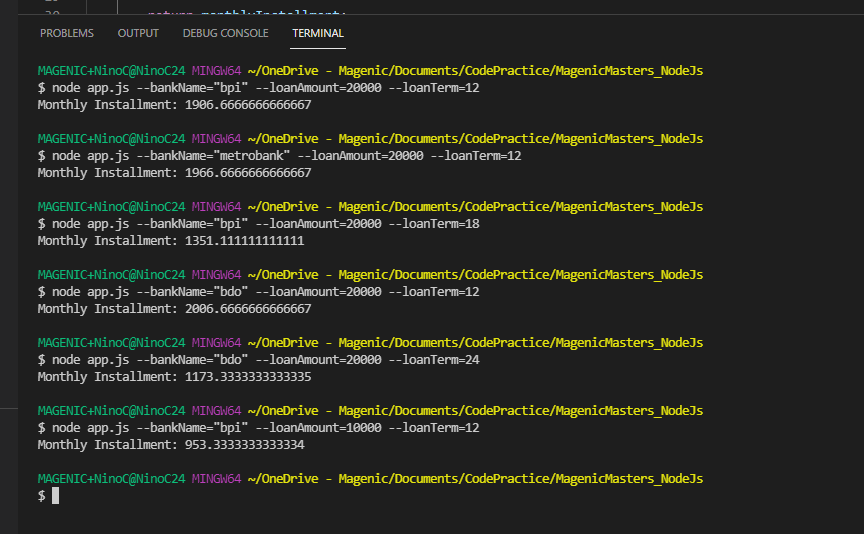 return monthlyInstallment;
PROBLEMS OUTPUT DEBUG CONSOLE TERMINAL
MAGENIC+NinoC@NinoC24 MINGW64 ~/OneDrive - Magenic/Documents/CodePractice/MagenicMasters_NodeJs
$ node app.js --bankName="bpi" --loanAmount=20000 --loanTerm=12
Monthly Installment: 1906.6666666666667
MAGENIC+NinoC@NinoC24 MINGW64 ~/OneDrive - Magenic/Documents/CodePractice/MagenicMasters_NodeJs
$ node app.js --bankName="metrobank" --loanAmount=20000 --loanTerm=12
Monthly Installment: 1966.6666666666667
MAGENIC+NinoC@NinoC24 MINGW64 ~/OneDrive - Magenic/Documents/CodePractice/MagenicMasters_NodeJs
$ node app.js --bankName="bpi" --loanAmount=20000 --loanTerm=18
Monthly Installment: 1351.111111111111
MAGENIC+NinoC@NinoC24 MINGW64 ~/OneDrive - Magenic/Documents/CodePractice/MagenicMasters_NodeJs
$ node app.js --bankName="bdo" --loanAmount=20000 --loanTerm=12
Monthly Installment: 2006.6666666666667
MAGENIC+NinoC@NinoC24 MINGW64 ~/OneDrive - Magenic/Documents/CodePractice/MagenicMasters_NodeJs
$ node app.js --bankName="bdo" --loanAmount=20000 --loanTerm=24
Monthly Installment: 1173.3333333333335
MAGENIC+NinoC@NinoC24 MINGW64 ~/OneDrive - Magenic/Documents/CodePractice/MagenicMasters_NodeJs
$ node app.js --bankName="bpi" --loanAmount=10000 --loanTerm=12
Monthly Installment: 953.3333333333334
MAGENIC+NinoC@NinoC24 MINGW64 ~/OneDrive - Magenic/Documents/CodePractice/MagenicMasters_NodeJs
$